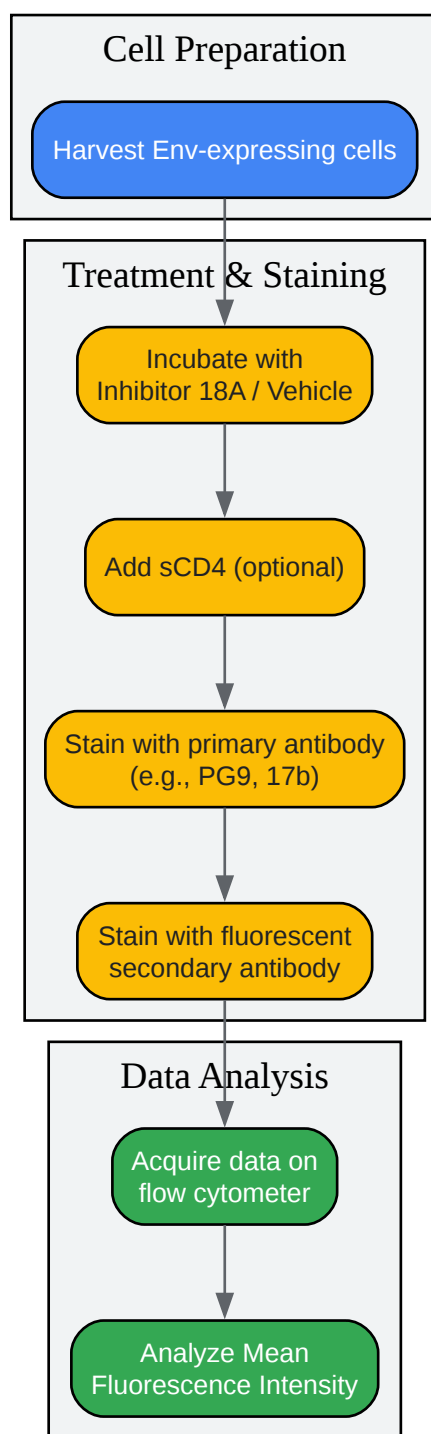 Cell Preparation
Harvest Env-expressing cells
Treatment & Staining
Incubate with
Inhibitor 18A / Vehicle
Add sCD4 (optional)
Stain with primary antibody
(e.g., PG9, 17b)
Stain with fluorescent
secondary antibody
Data Analysis
Acquire data on
flow cytometer
Analyze Mean
Fluorescence Intensity